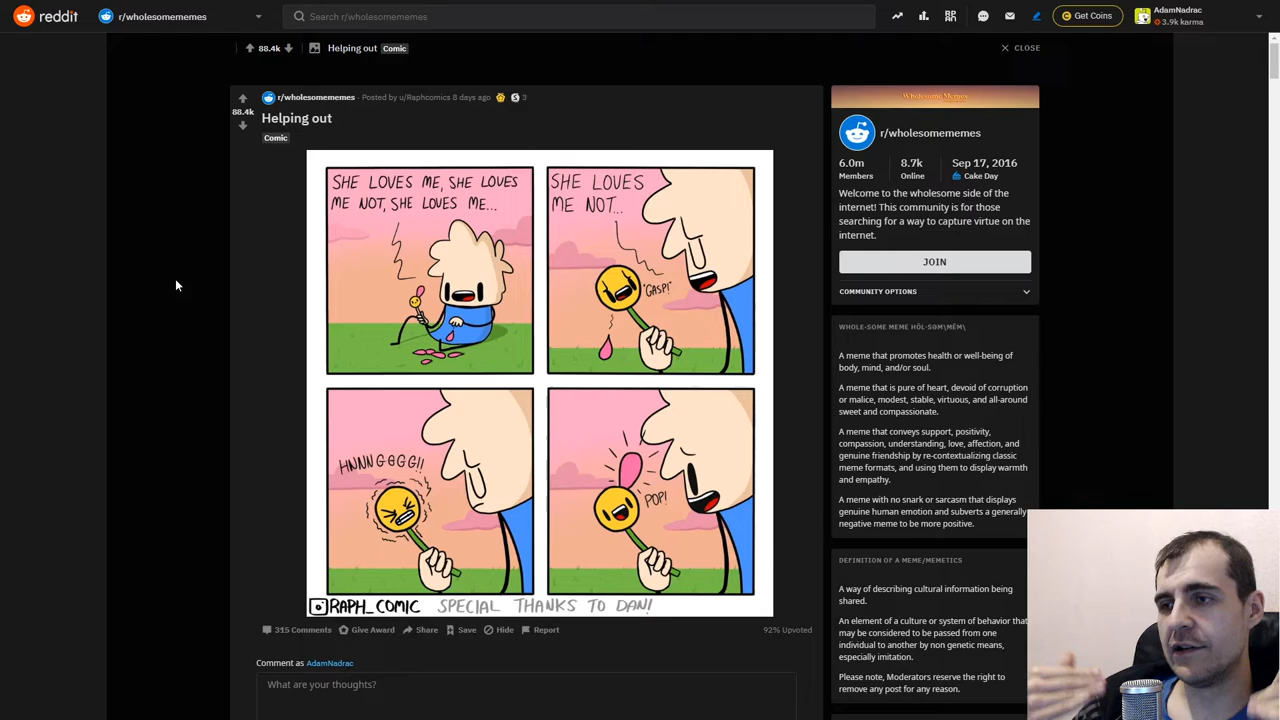 reddit
r/wholesomememes
Search r/wholesomememes
Get Coins
AdamNadrac
3.9k karma
88.4k
Helping out
Comic
CLOSE
88.4k
r/wholesomememes · Posted by u/Raphcomics 8 days ago
3
Helping out
Comic
SHE LOVES ME, SHE LOVES
ME NOT, SHE LOVES ME...
SHE LOVES
ME NOT...
"GASP!"
HNNNGGGG!!
POP!
RAPH_COMIC SPECIAL THANKS TO DAN!
315 Comments
Give Award
Share
Save
Hide
Report
92% Upvoted
Comment as AdamNadrac
What are your thoughts?
Wholesome Memes
r/wholesomememes
6.0m
Members
8.7k
Online
Sep 17, 2016
Cake Day
Welcome to the wholesome side of the
internet! This community is for those
searching for a way to capture virtue on the
internet.
JOIN
COMMUNITY OPTIONS
WHOLE·SOME MEME HŌL·SƏM\MĒM\
A meme that promotes health or well-being of
body, mind, and/or soul.
A meme that is pure of heart, devoid of corruption
or malice, modest, stable, virtuous, and all-around
sweet and compassionate.
A meme that conveys support, positivity,
compassion, understanding, love, affection, and
genuine friendship by re-contextualizing classic
meme formats, and using them to display warmth
and empathy.
A meme with no snark or sarcasm that displays
genuine human emotion and subverts a generally
negative meme to be more positive.
DEFINITION OF A MEME/MEMETICS
A way of describing cultural information being
shared.
An element of a culture or system of behavior that
may be considered to be passed from one
individual to another by non genetic means,
especially imitation.
Please note, Moderators reserve the right to
remove any post for any reason.